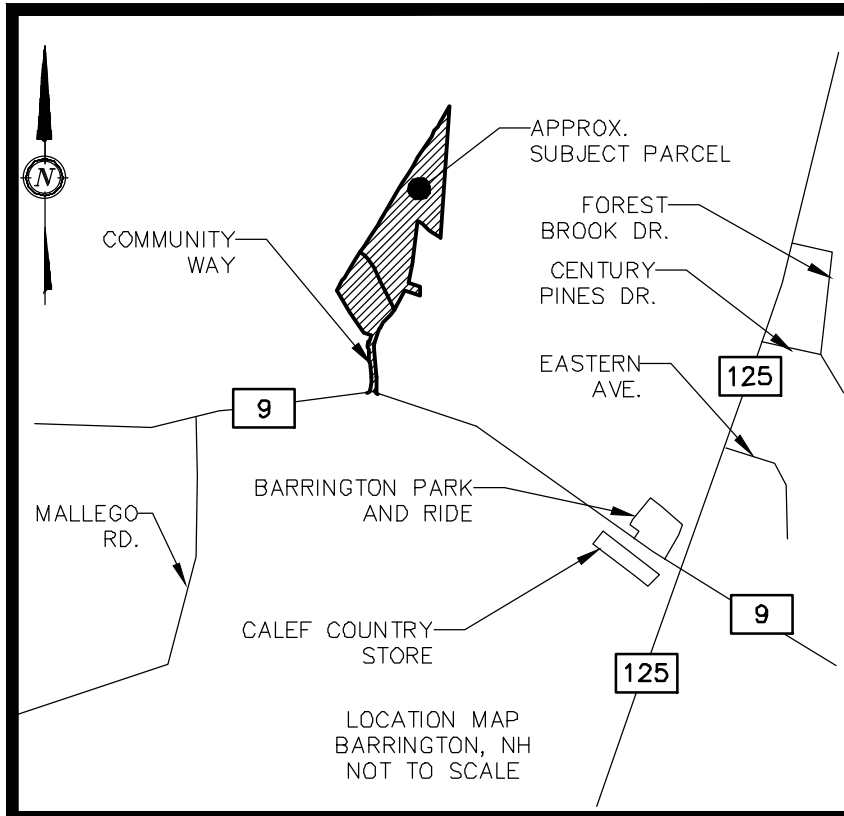 N
APPROX.
SUBJECT PARCEL
FOREST
BROOK DR.
COMMUNITY
WAY
CENTURY
PINES DR.
EASTERN
AVE.
125
9
BARRINGTON PARK
AND RIDE
MALLEGO
RD.
CALEF COUNTRY
STORE
9
125
LOCATION MAP
BARRINGTON, NH
NOT TO SCALE